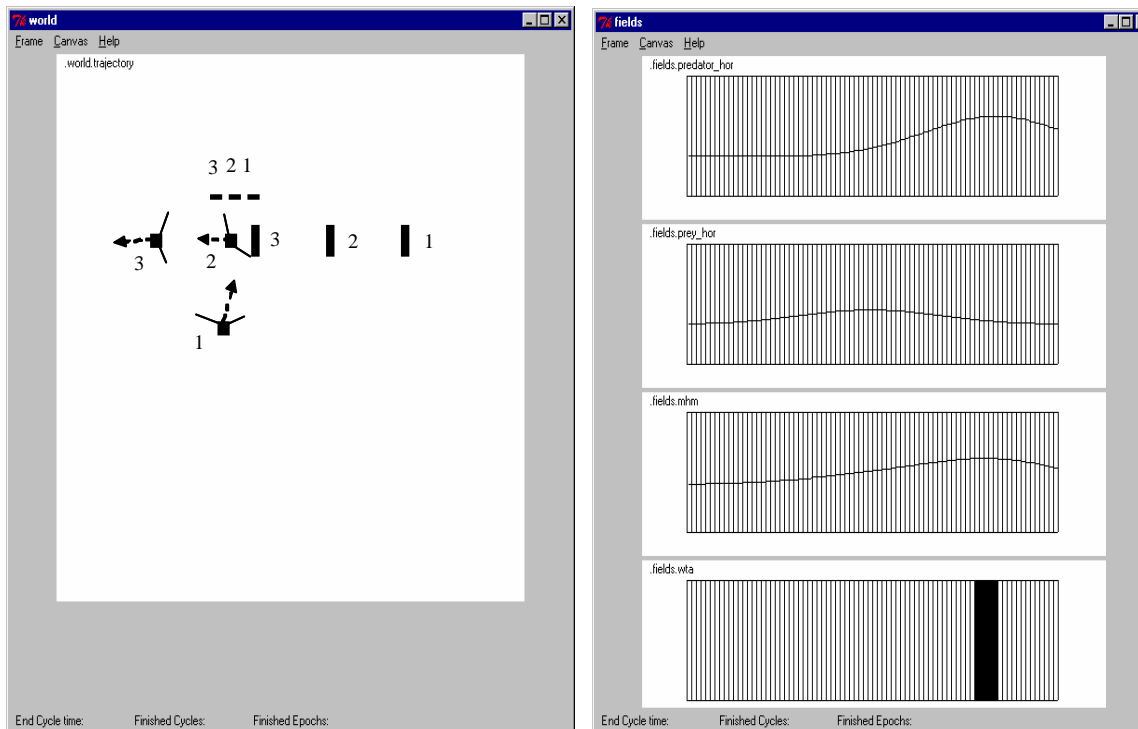 world
Frame Canvas Help
.world.trajectory
3 2 1
3 2 1
3 2
1
End Cycle time: Finished Cycles: Finished Epochs:
fields
Frame Canvas Help
.fields.predator_hor
.fields.prey_hor
.fields.mhm
.fields.wta
End Cycle time: Finished Cycles: Finished Epochs: